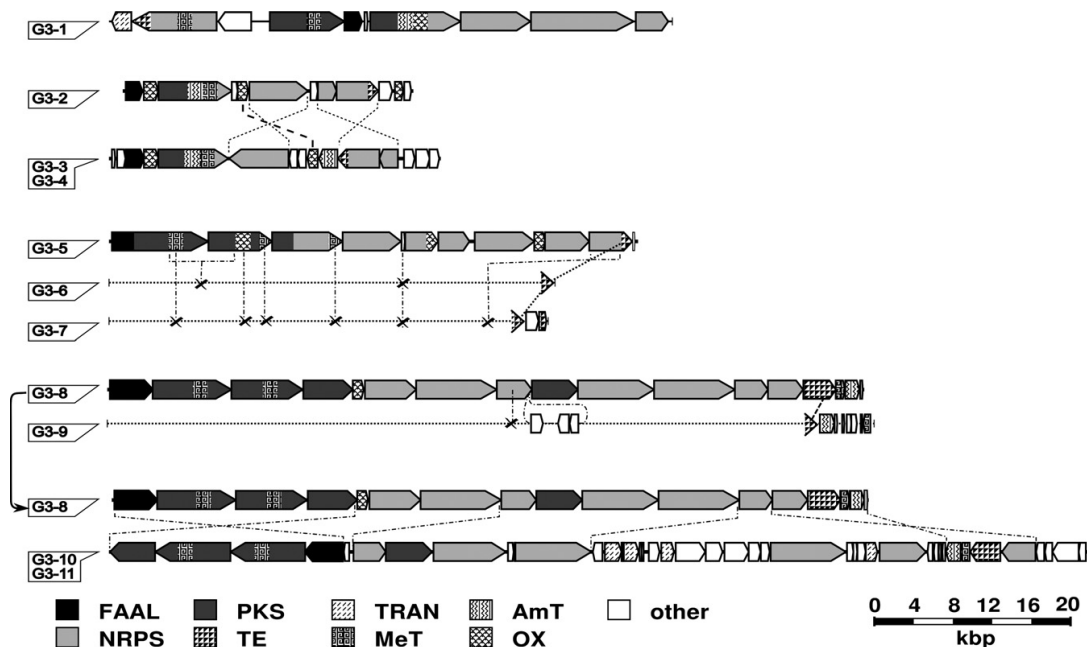 G3-1
G3-2
G3-3
G3-4
G3-5
G3-6
G3-7
G3-8
G3-9
G3-8
G3-10
G3-11
FAAL PKS TRAN AmT other
NRPS TE MeT OX
0 4 8 12 16 20
kbp